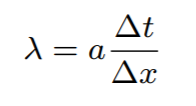 λ = a Δt/Δx